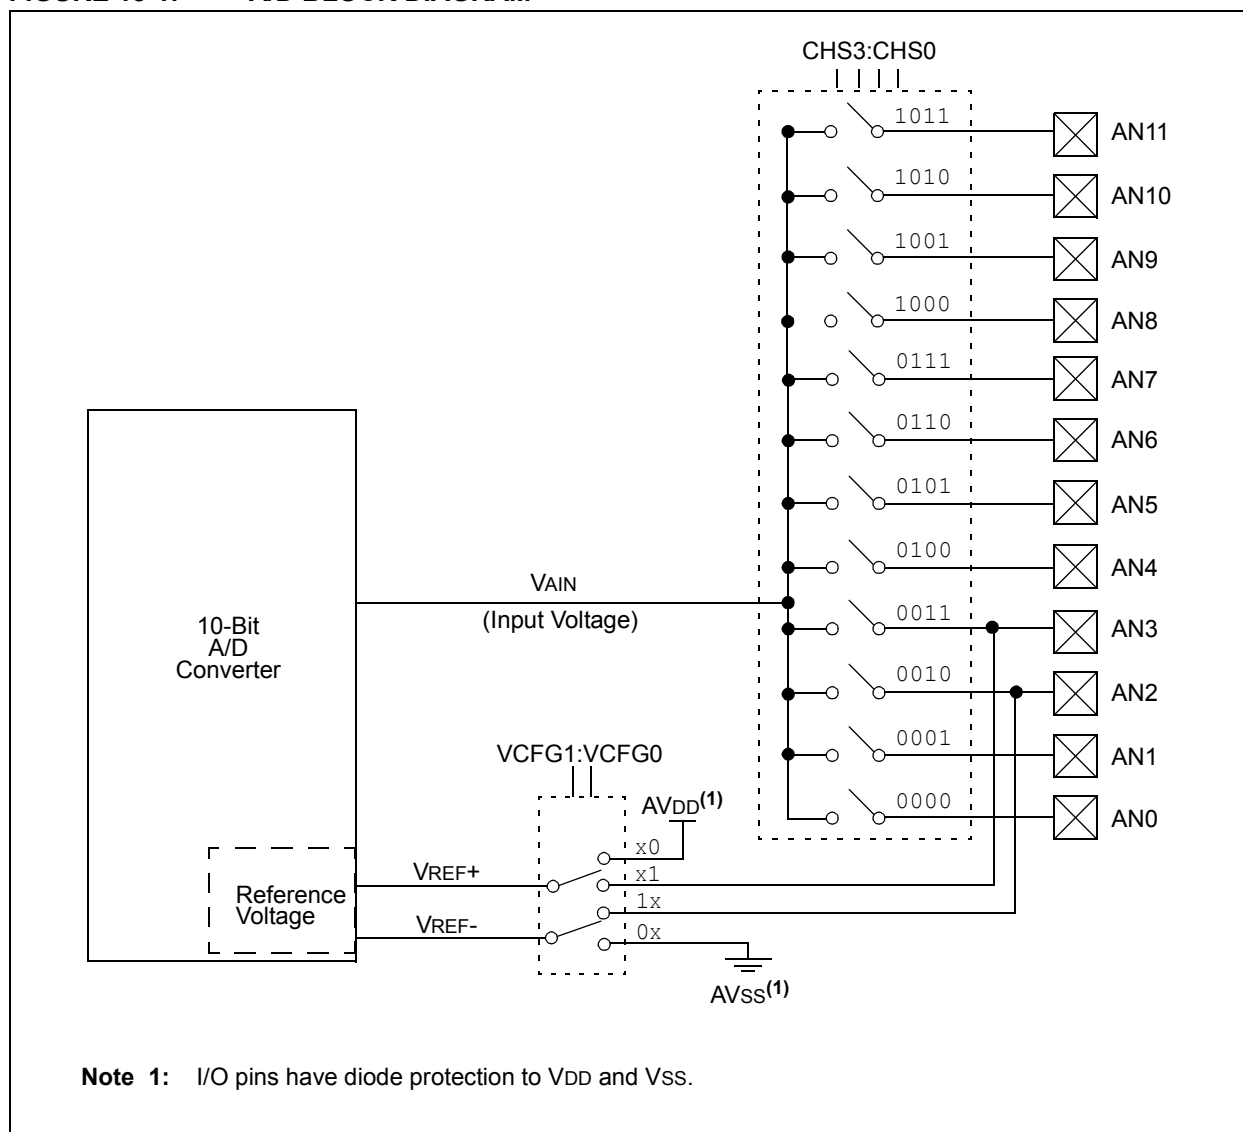 CHS3:CHS0
1011 AN11
1010 AN10
1001 AN9
1000 AN8
0111 AN7
0110 AN6
0101 AN5
0100 AN4
VAIN
(Input Voltage)
0011 AN3
10-Bit
A/D
Converter
0010 AN2
VCFG1:VCFG0
0001 AN1
AVDD(1)
0000 AN0
x0
VREF+
x1
Reference
Voltage
1x
VREF-
0x
AVSS(1)
Note 1: I/O pins have diode protection to VDD and VSS.